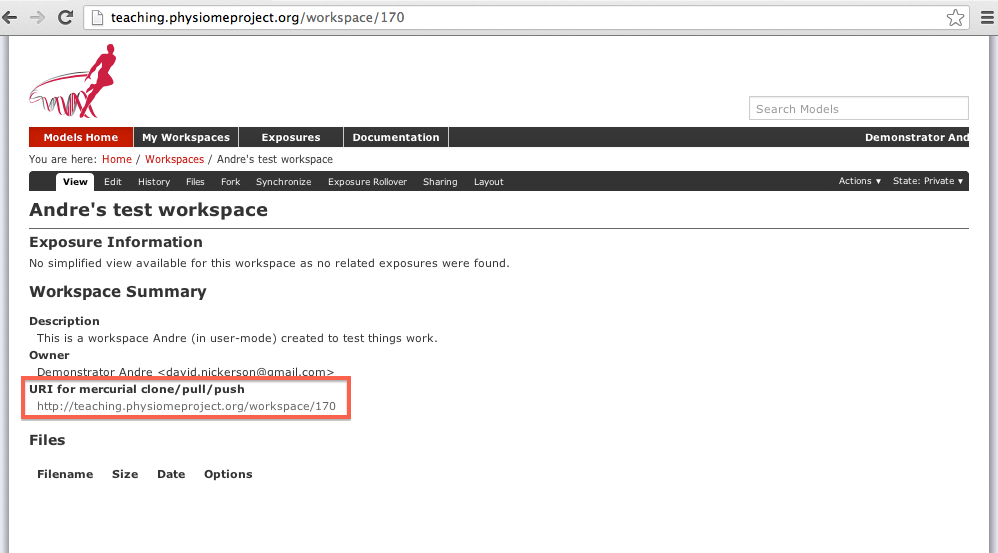 teaching.physiomeproject.org/workspace/170
Search Models
Models Home My Workspaces Exposures Documentation Demonstrator And
You are here: Home / Workspaces / Andre's test workspace
View Edit History Files Fork Synchronize Exposure Rollover Sharing Layout Actions ▼ State: Private ▼
Andre's test workspace
Exposure Information
No simplified view available for this workspace as no related exposures were found.
Workspace Summary
Description
This is a workspace Andre (in user-mode) created to test things work.
Owner
Demonstrator Andre <david.nickerson@gmail.com>
URI for mercurial clone/pull/push
http://teaching.physiomeproject.org/workspace/170
Files
Filename Size Date Options